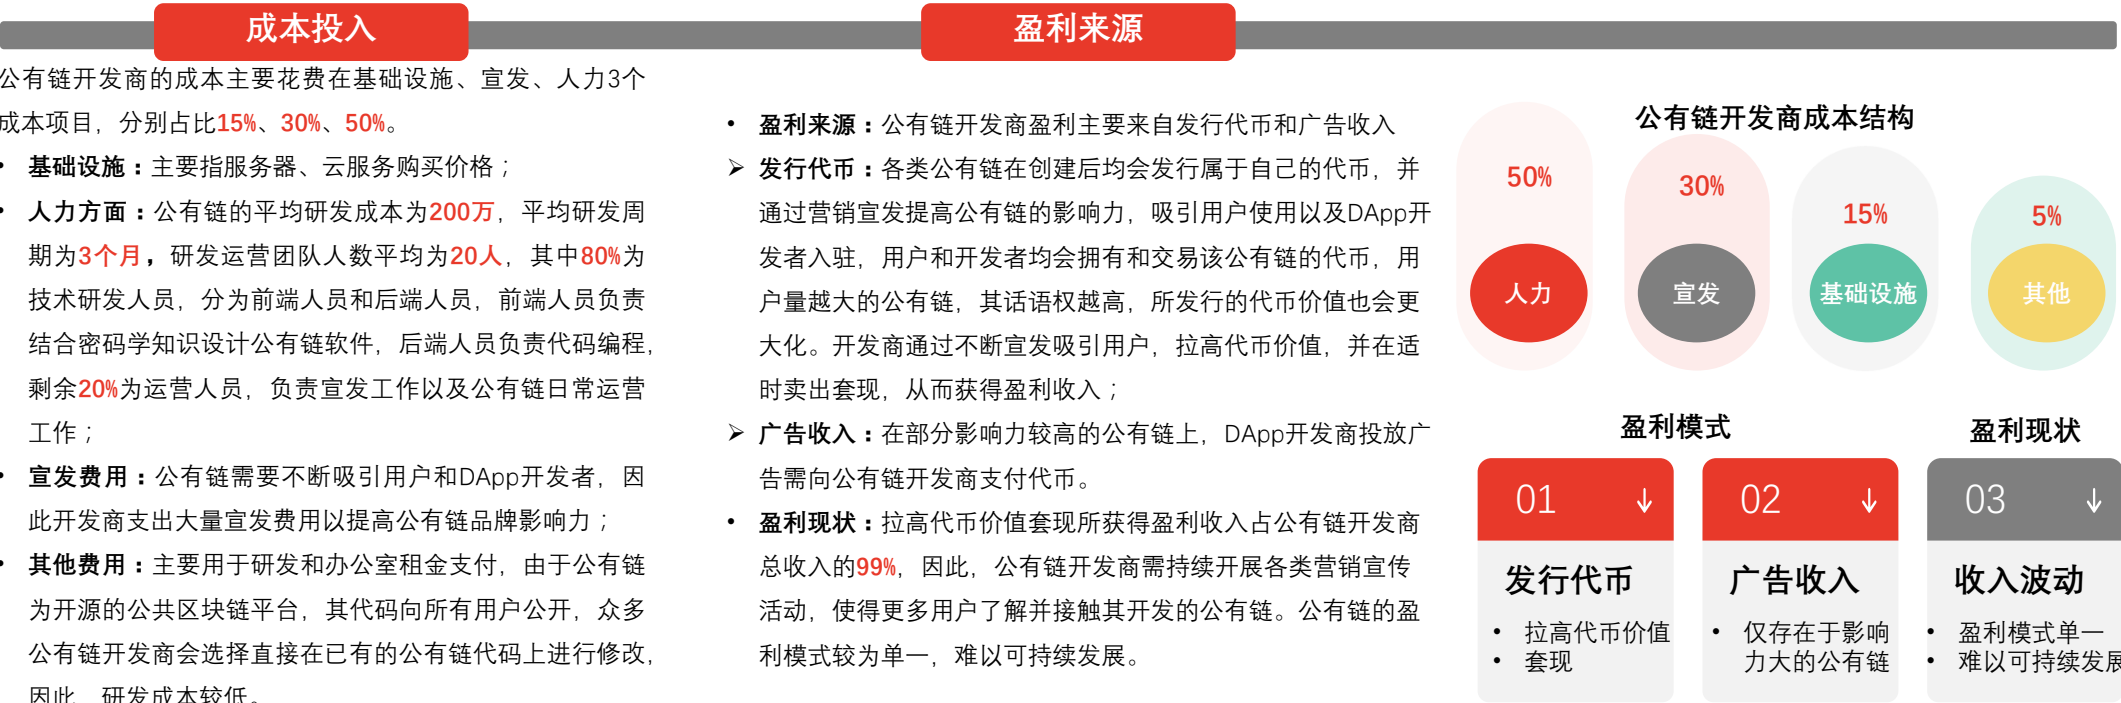 成本投入
公有链开发商的成本主要花费在基础设施、宣发、人力3个
成本项目，分别占比15%、30%、50%。
• 基础设施：主要指服务器、云服务购买价格；
• 人力方面：公有链的平均研发成本为200万，平均研发周
期为3个月，研发运营团队人数平均为20人，其中80%为
技术研发人员，分为前端人员和后端人员，前端人员负责
结合密码学知识设计公有链软件，后端人员负责代码编程，
剩余20%为运营人员，负责宣发工作以及公有链日常运营
工作；
• 宣发费用：公有链需要不断吸引用户和DApp开发者，因
此开发商支出大量宣发费用以提高公有链品牌影响力；
• 其他费用：主要用于研发和办公室租金支付，由于公有链
为开源的公共区块链平台，其代码向所有用户公开，众多
公有链开发商会选择直接在已有的公有链代码上进行修改，
因此，研发成本较低。
盈利来源
• 盈利来源：公有链开发商盈利主要来自发行代币和广告收入
➢ 发行代币：各类公有链在创建后均会发行属于自己的代币，并
通过营销宣发提高公有链的影响力，吸引用户使用以及DApp开
发者入驻，用户和开发者均会拥有和交易该公有链的代币，用
户量越大的公有链，其话语权越高，所发行的代币价值也会更
大化。开发商通过不断宣发吸引用户，拉高代币价值，并在适
时卖出套现，从而获得盈利收入；
➢ 广告收入：在部分影响力较高的公有链上，DApp开发商投放广
告需向公有链开发商支付代币。
• 盈利现状：拉高代币价值套现所获得盈利收入占公有链开发商
总收入的99%，因此，公有链开发商需持续开展各类营销宣传
活动，使得更多用户了解并接触其开发的公有链。公有链的盈
利模式较为单一，难以可持续发展。
公有链开发商成本结构
50%
人力
30%
宣发
15%
基础设施
5%
其他
盈利模式
01 ↓
发行代币
• 拉高代币价值
• 套现
02 ↓
广告收入
• 仅存在于影响
力大的公有链
盈利现状
03 ↓
收入波动
• 盈利模式单一
• 难以可持续发展